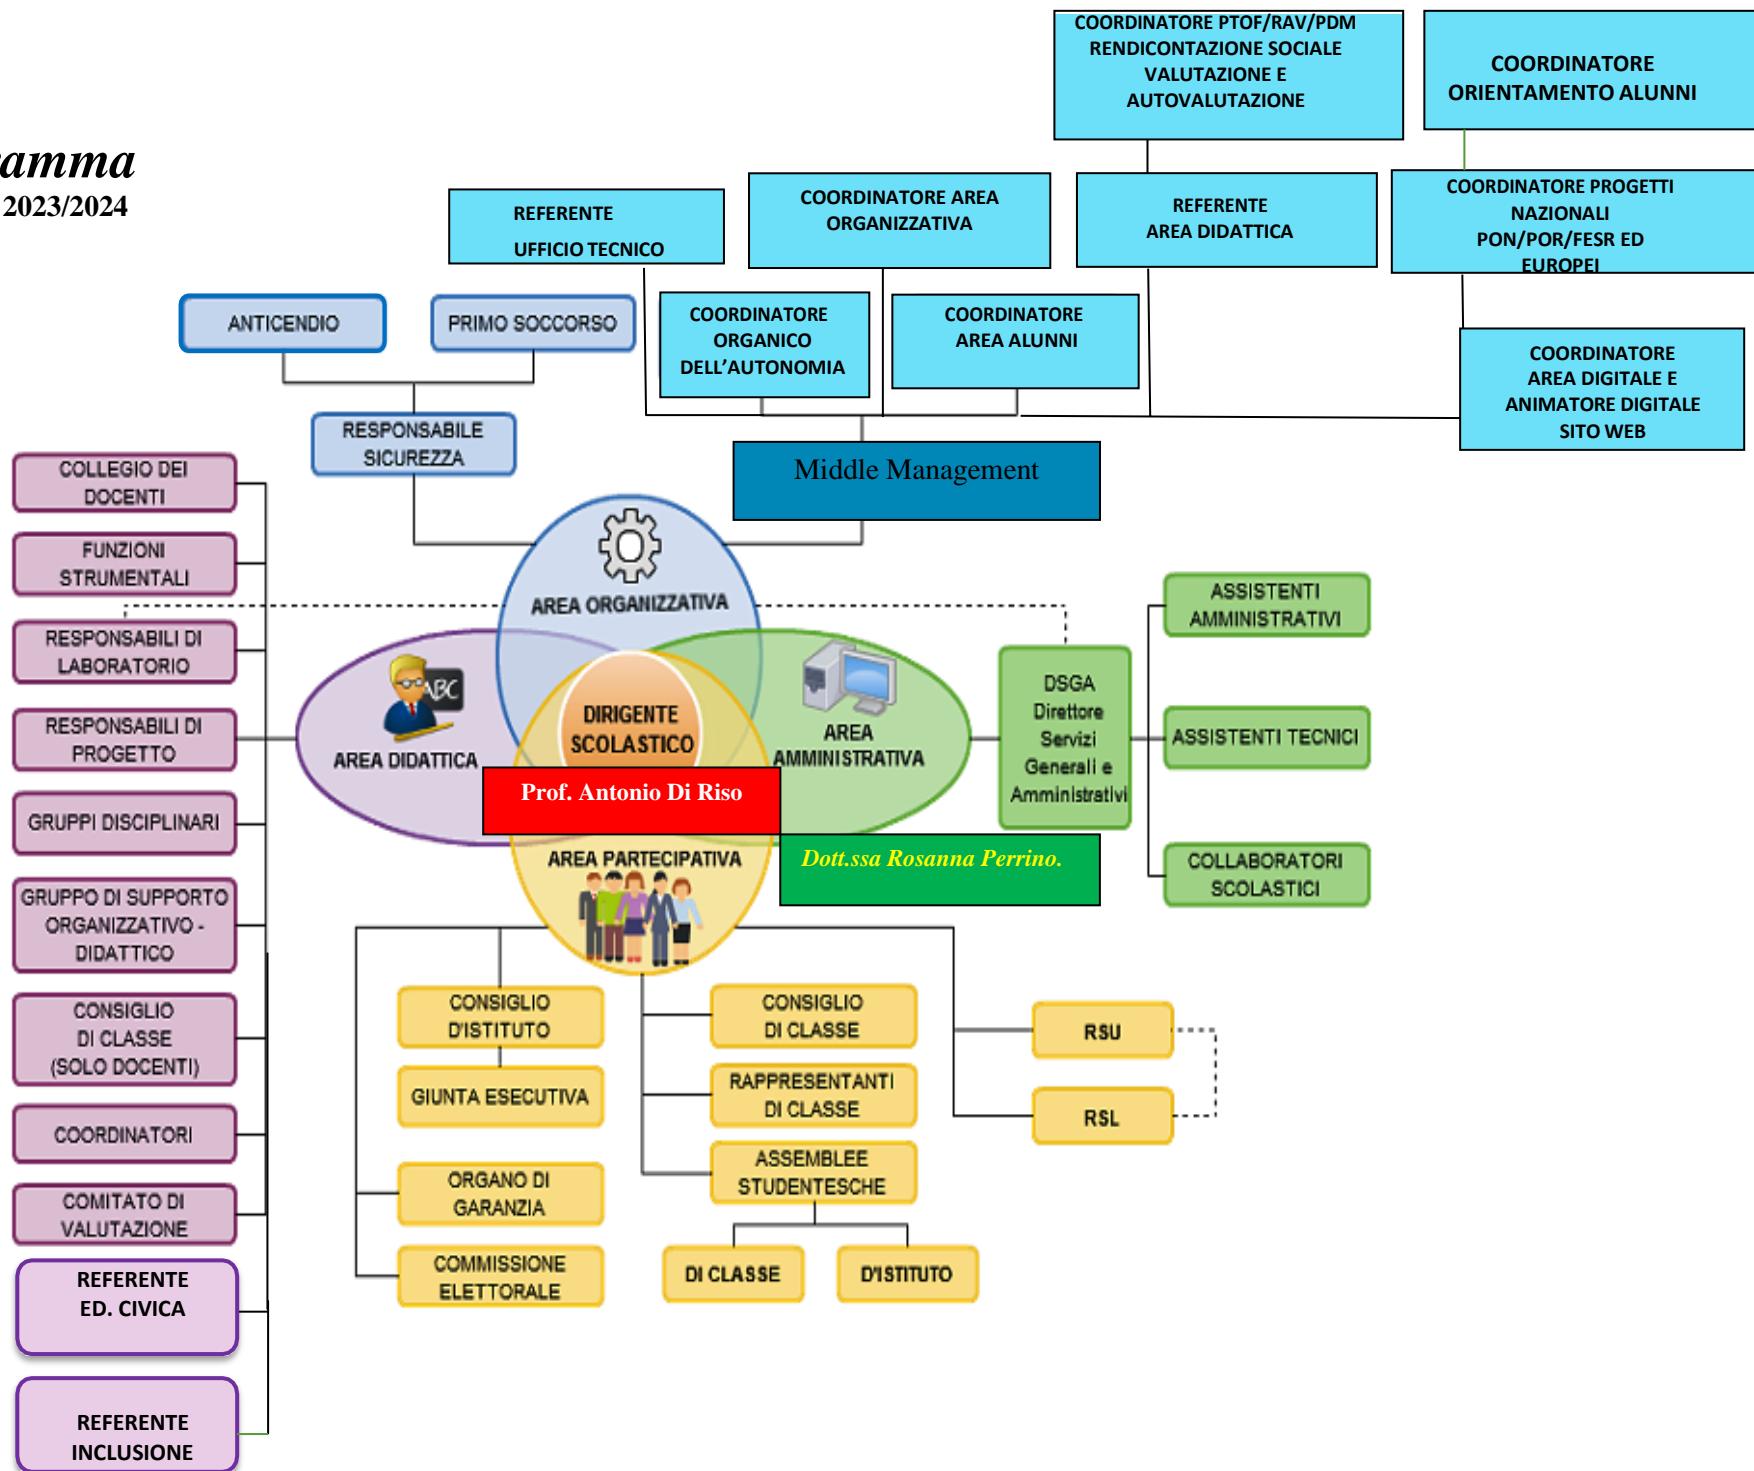 COORDINATORE PTOF/RAV/PDM
RENDICONTAZIONE SOCIALE
VALUTAZIONE E
AUTOVALUTAZIONE
COORDINATORE
ORIENTAMENTO ALUNNI
2023/2024
REFERENTE
UFFICIO TECNICO
COORDINATORE AREA
ORGANIZZATIVA
REFERENTE
AREA DIDATTICA
COORDINATORE PROGETTI
NAZIONALI
PON/POR/FESR ED
EUROPEI
ANTICENDIO
PRIMO SOCCORSO
COORDINATORE
ORGANICO
DELL'AUTONOMIA
COORDINATORE
AREA ALUNNI
COORDINATORE
AREA DIGITALE E
ANIMATORE DIGITALE
SITO WEB
RESPONSABILE
SICUREZZA
Middle Management
COLLEGIO DEI
DOCENTI
FUNZIONI
STRUMENTALI
RESPONSABILI DI
LABORATORIO
RESPONSABILI DI
PROGETTO
GRUPPI DISCIPLINARI
GRUPPO DI SUPPORTO
ORGANIZZATIVO -
DIDATTICO
CONSIGLIO
DI CLASSE
(SOLO DOCENTI)
COORDINATORI
COMITATO DI
VALUTAZIONE
REFERENTE
ED. CIVICA
REFERENTE
INCLUSIONE
AREA ORGANIZZATIVA
ABC
AREA DIDATTICA
DIRIGENTE
SCOLASTICO
AREA
AMMINISTRATIVA
Prof. Antonio Di Riso
AREA PARTECIPATIVA
Dott.ssa Rosanna Perrino.
DSGA
Direttore
Servizi
Generali e
Amministrativi
ASSISTENTI
AMMINISTRATIVI
ASSISTENTI TECNICI
COLLABORATORI
SCOLASTICI
CONSIGLIO
D'ISTITUTO
GIUNTA ESECUTIVA
ORGANO DI
GARANZIA
COMMISSIONE
ELETTORALE
CONSIGLIO
DI CLASSE
RAPPRESENTANTI
DI CLASSE
ASSEMBLEE
STUDENTESCHE
DI CLASSE
D'ISTITUTO
RSU
RSL